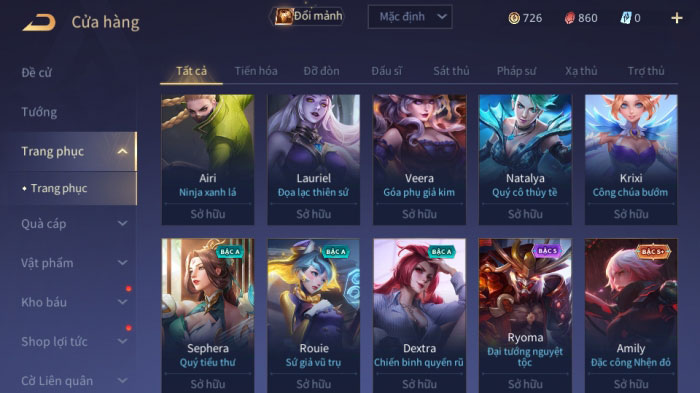 Cửa hàng
Đổi mảnh
Mặc định
726
860
0
Đề cử
Tướng
Trang phục
Trang phục
Quà cáp
Vật phẩm
Kho báu
Shop lợi tức
Cờ Liên quân
Tất cả
Tiến hóa
Đỡ đòn
Đấu sĩ
Sát thủ
Pháp sư
Xạ thủ
Trợ thủ
Airi
Ninja xanh lá
Sở hữu
Lauriel
Đọa lạc thiên sứ
Sở hữu
Veera
Góa phụ giả kim
Sở hữu
Natalya
Quý cô thủy tề
Sở hữu
Krixi
Công chúa bướm
Sở hữu
BẬC A
Sephera
Quý tiểu thư
Sở hữu
BẬC A
Rouie
Sứ giả vũ trụ
Sở hữu
BẬC A
Dextra
Chiến binh quyến rũ
Sở hữu
BẬC S
Ryoma
Đại tướng nguyệt
tộc
Sở hữu
BẬC S+
Amily
Đặc công Nhện đỏ
Sở hữu